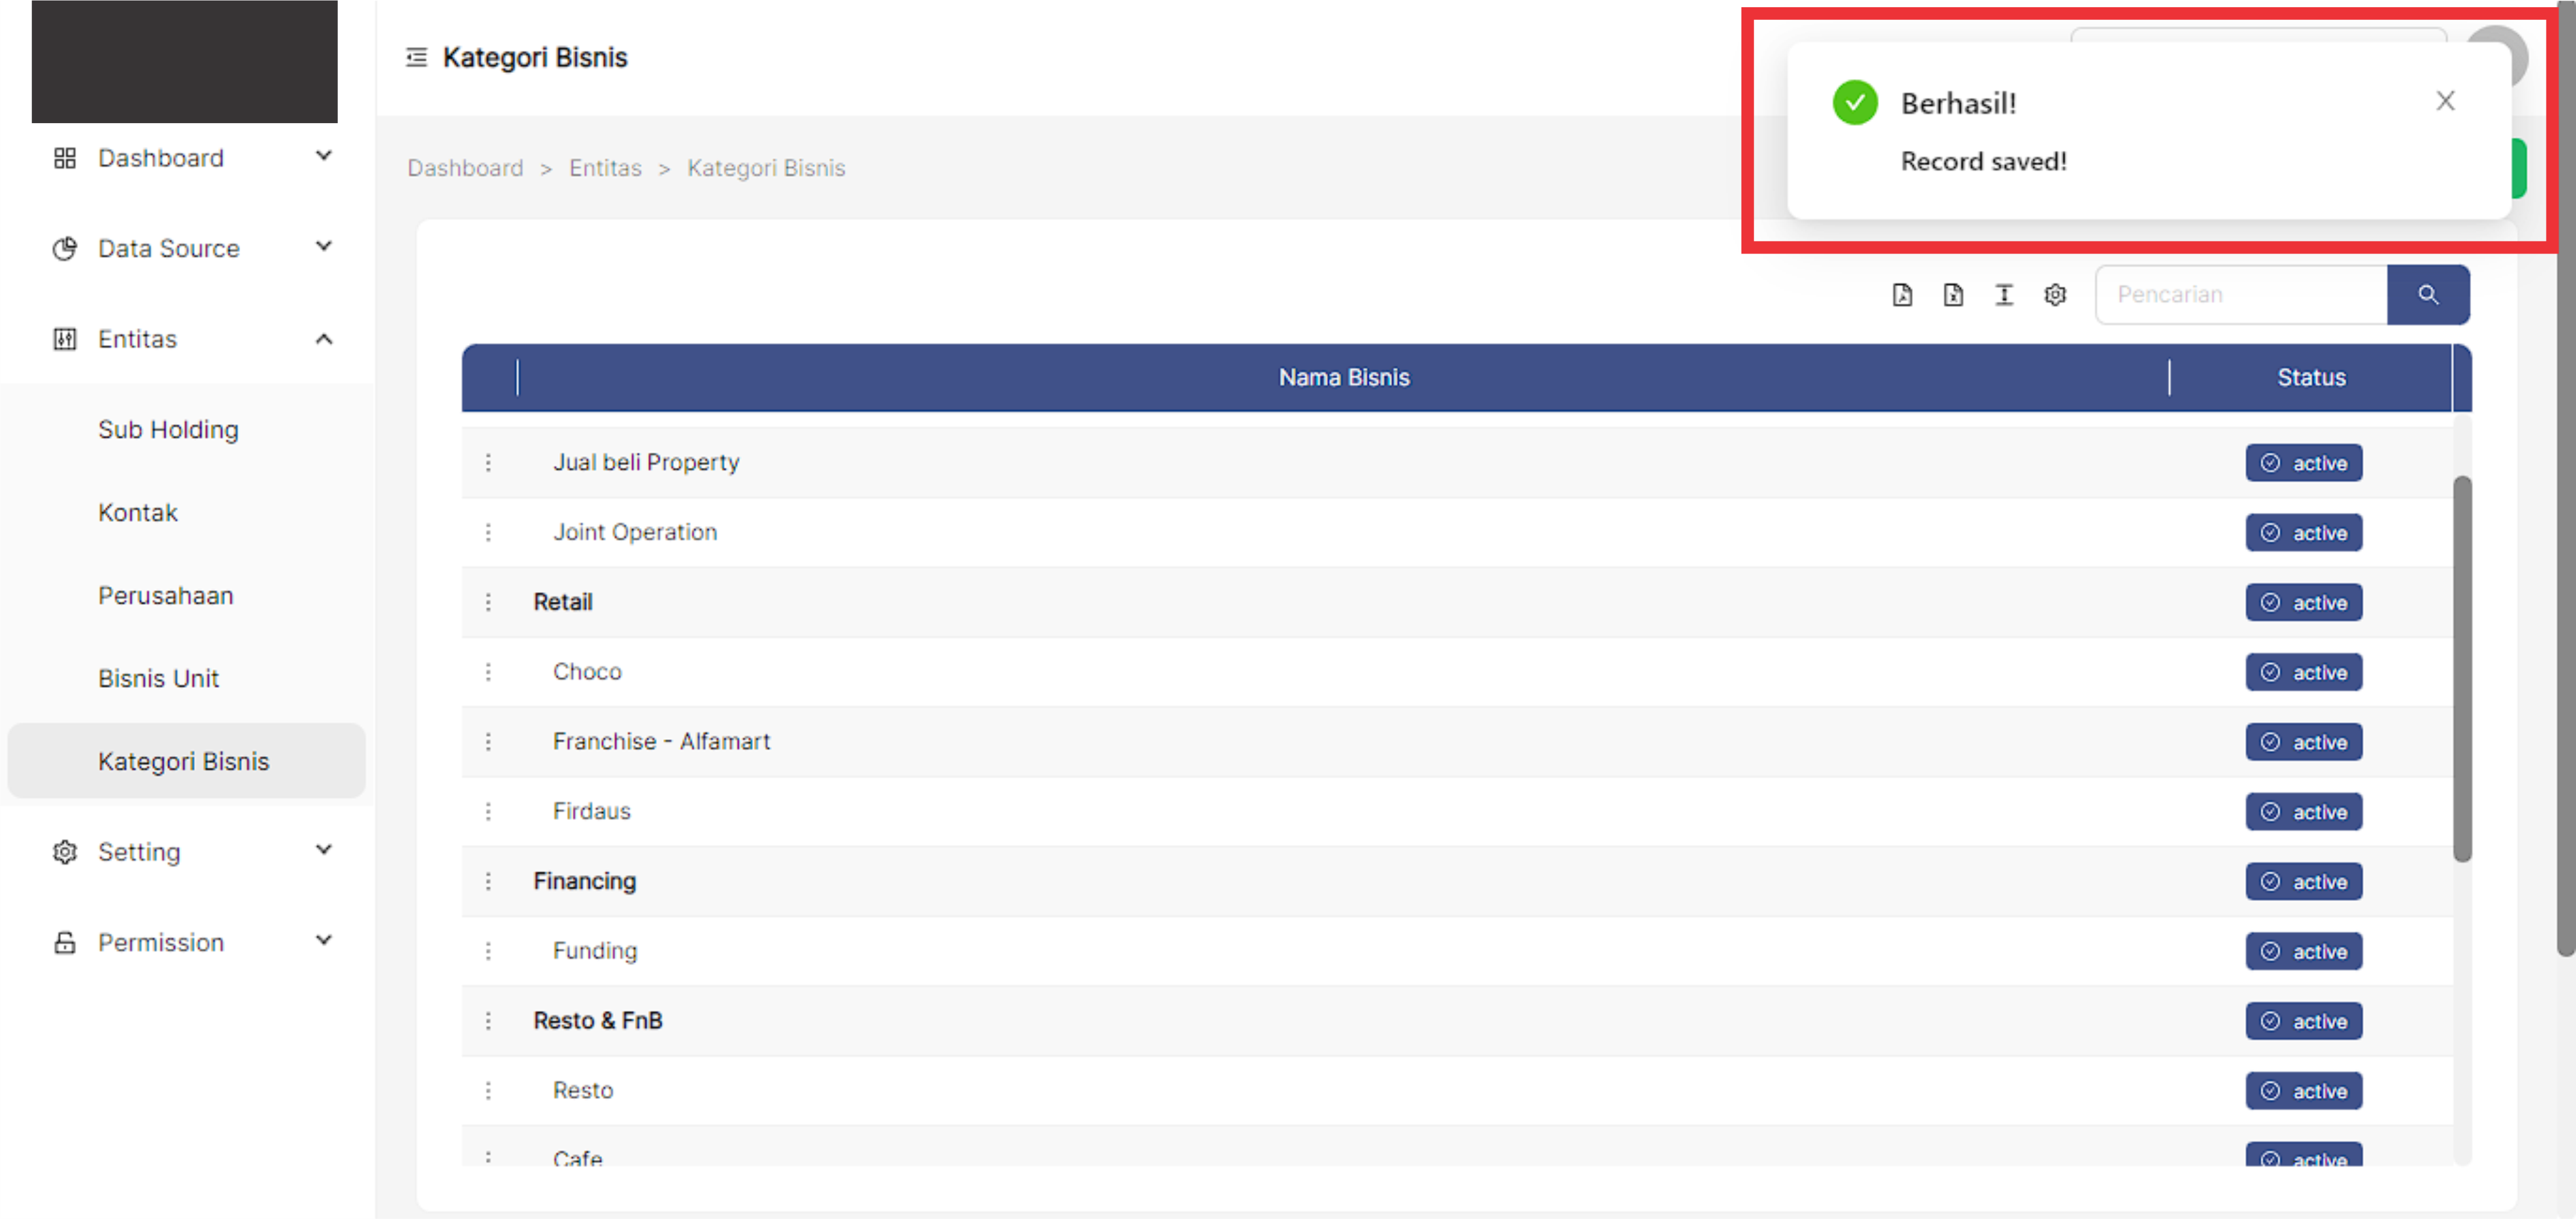 Kategori Bisnis
Berhasil!
Record saved!
Dashboard
Data Source
Entitas
Sub Holding
Kontak
Perusahaan
Bisnis Unit
Kategori Bisnis
Setting
Permission
Dashboard > Entitas > Kategori Bisnis
Pencarian
Nama Bisnis Status
Jual beli Property active
Joint Operation active
Retail active
Choco active
Franchise - Alfamart active
Firdaus active
Financing active
Funding active
Resto & FnB active
Resto active
Cafe active